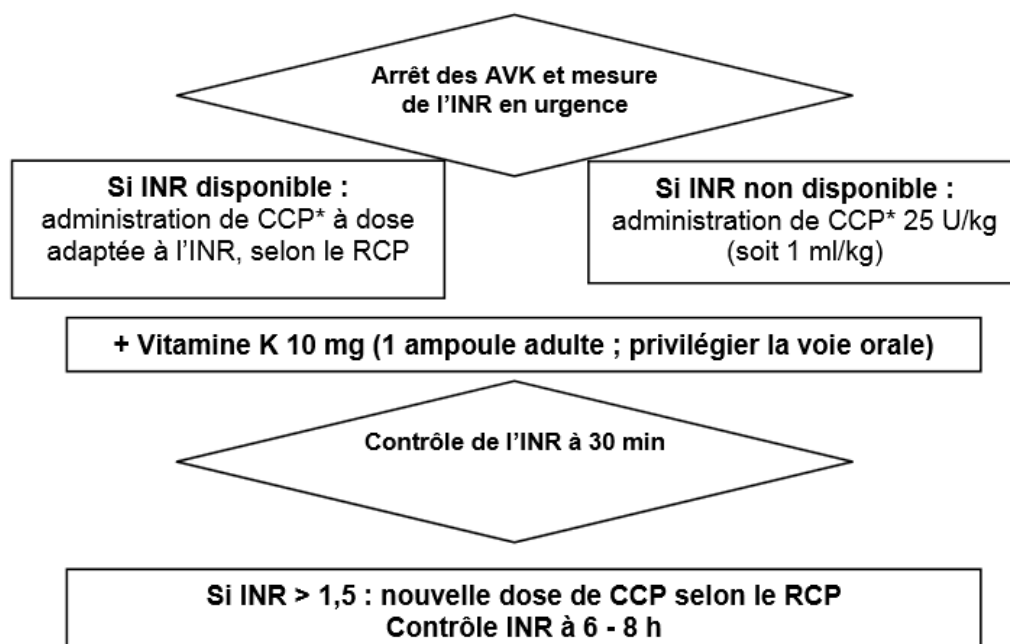 Arrêt des AVK et mesure
de l'INR en urgence
Si INR disponible :
administration de CCP* à dose
adaptée à l'INR, selon le RCP
Si INR non disponible :
administration de CCP* 25 U/kg
(soit 1 ml/kg)
+ Vitamine K 10 mg (1 ampoule adulte ; privilégier la voie orale)
Contrôle de l'INR à 30 min
Si INR > 1,5 : nouvelle dose de CCP selon le RCP
Contrôle INR à 6 - 8 h